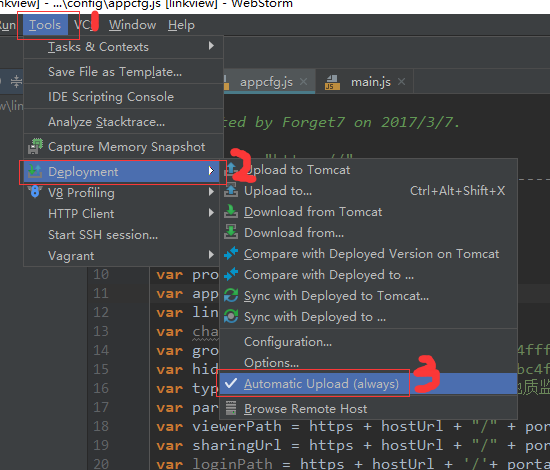 linkview] - ...\config\appcfg.js [linkview] - WebStorm
Run Tools 1 VCS Window Help
Tasks & Contexts
Save File as Template...
IDE Scripting Console
Analyze Stacktrace...
Capture Memory Snapshot
Deployment 2
V8 Profiling
HTTP Client
Start SSH session...
Vagrant
appcfg.js
main.js
ted by Forget7 on 2017/3/7.
Upload to Tomcat
Upload to... Ctrl+Alt+Shift+X
Download from Tomcat
Download from...
Compare with Deployed Version on Tomcat
Compare with Deployed to ...
Sync with Deployed to Tomcat...
Sync with Deployed to ...
Configuration...
Options...
Automatic Upload (always) 3
Browse Remote Host
10 var pro
11 var app
12 var lin
13 var cha
14 var gro 4fff
15 var hid bc4f
16 var typ 地质监
17 var par
18 var viewerPath = https + hostUrl + "/" + por
19 var sharingUrl = https + hostUrl + "/" + por
20 var loginPath = https + hostUrl + '/'+ porta